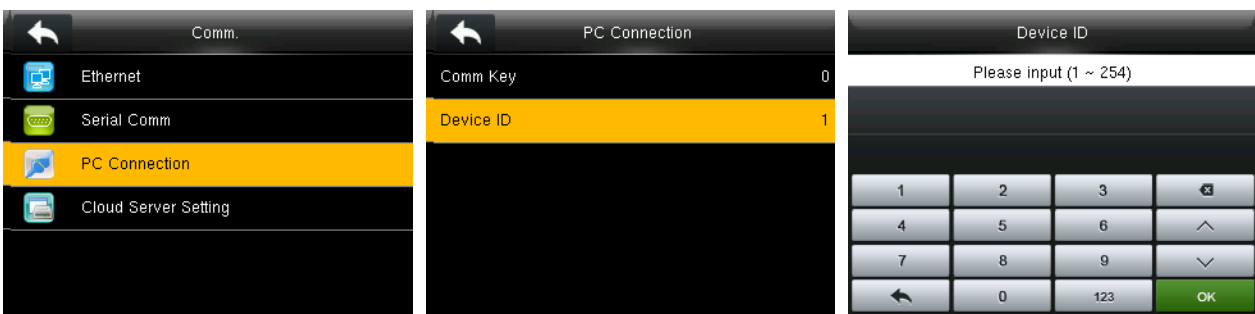 Comm.
Ethernet
Serial Comm
PC Connection
Cloud Server Setting
PC Connection
Comm Key 0
Device ID 1
Device ID
Please input (1 ~ 254)
1 2 3
4 5 6
7 8 9
0 123 OK